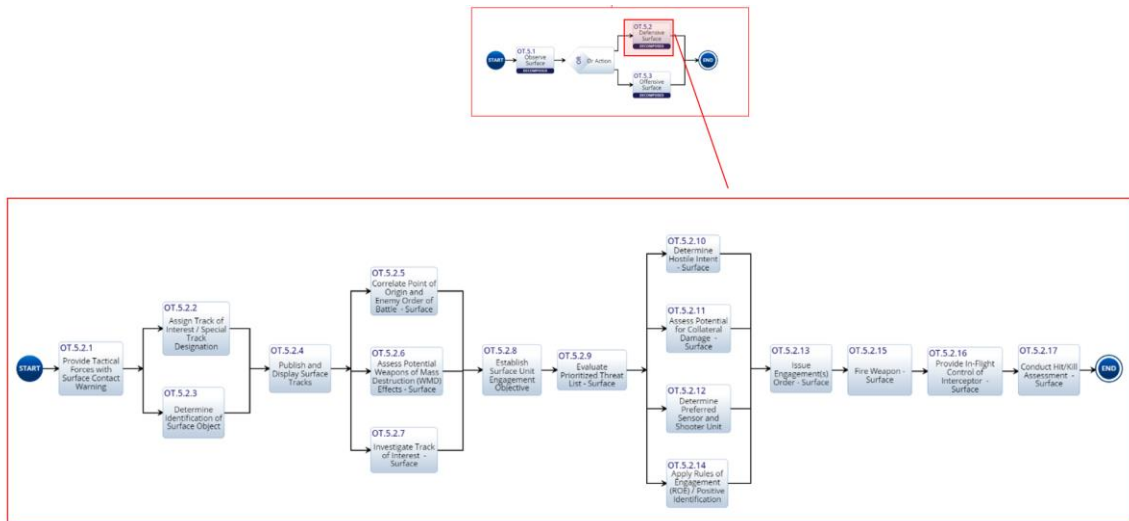 OT.5.2
Defensive
Surface
DECOMPOSED
START
OT.5.1
Observe
Surface
DECOMPOSED
OR
Or Action
END
OT.5.3
Offensive
Surface
DECOMPOSED
OT.5.2.10
Determine
Hostile Intent
- Surface
OT.5.2.5
Correlate Point of
Origin and
Enemy Order of
Battle - Surface
OT.5.2.2
Assign Track of
Interest / Special
Track
Designation
OT.5.2.11
Assess Potential
for Collateral
Damage -
Surface
START
OT.5.2.1
Provide Tactical
Forces with
Surface Contact
Warning
OT.5.2.4
Publish and
Display Surface
Tracks
OT.5.2.6
Assess Potential
Weapons of Mass
Destruction (WMD)
Effects - Surface
OT.5.2.8
Establish
Surface Unit
Engagement
Objective
OT.5.2.9
Evaluate
Prioritized Threat
List - Surface
OT.5.2.13
Issue
Engagement(s)
Order - Surface
OT.5.2.15
Fire Weapon -
Surface
OT.5.2.16
Provide In-Flight
Control of
Interceptor -
Surface
OT.5.2.17
Conduct Hit/Kill
Assessment -
Surface
END
OT.5.2.3
Determine
Identification of
Surface Object
OT.5.2.12
Determine
Preferred
Sensor and
Shooter Unit
OT.5.2.7
Investigate Track
of Interest -
Surface
OT.5.2.14
Apply Rules of
Engagement
(ROE) / Positive
Identification